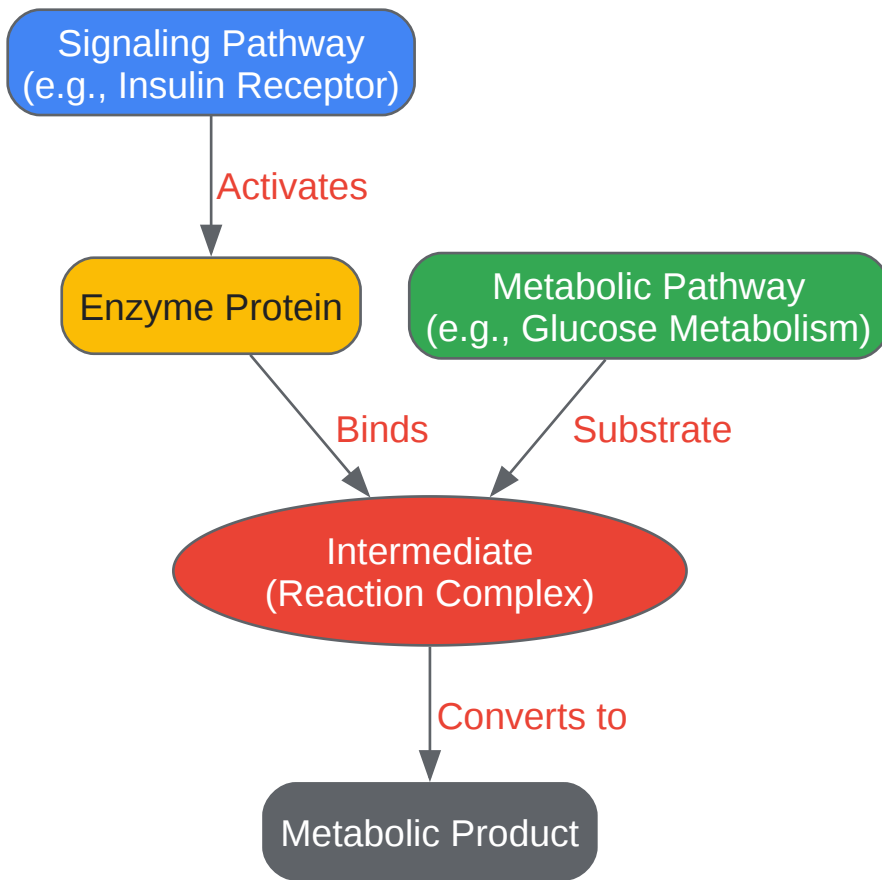 Signaling Pathway
(e.g., Insulin Receptor)
Activates
Enzyme Protein
Metabolic Pathway
(e.g., Glucose Metabolism)
Binds
Substrate
Intermediate
(Reaction Complex)
Converts to
Metabolic Product